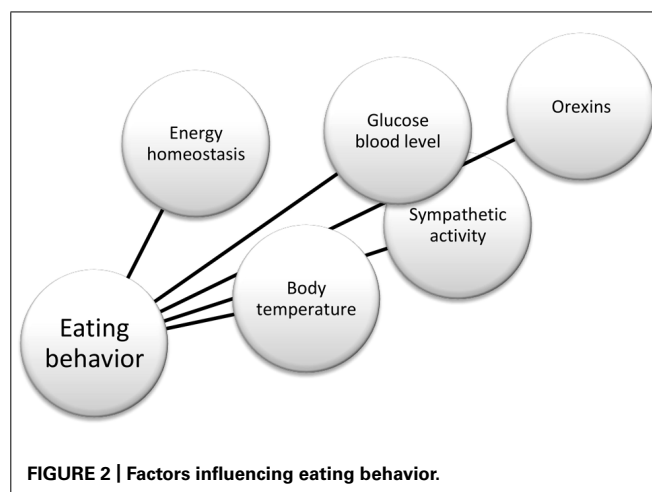 Energy
homeostasis
Glucose
blood level
Orexins
Sympathetic
activity
Body
temperature
Eating
behavior
FIGURE 2 | Factors influencing eating behavior.